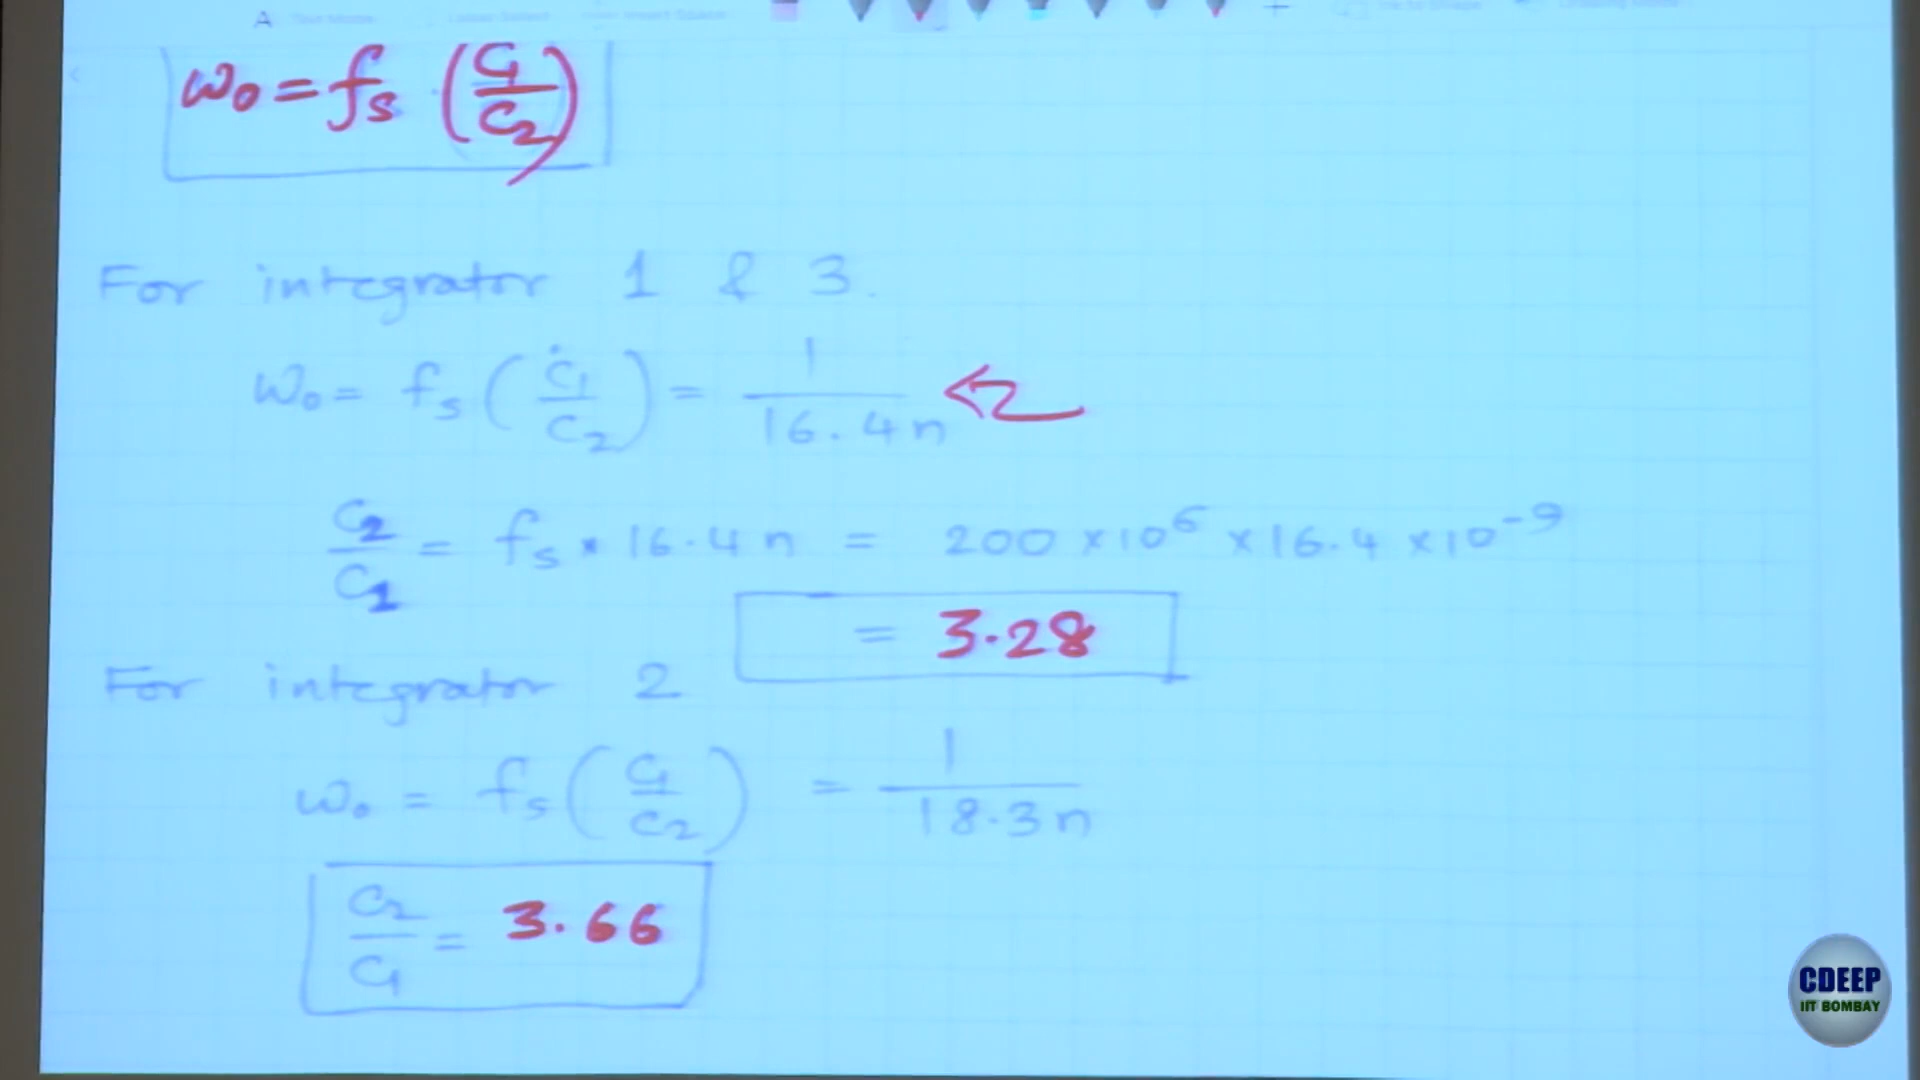 ω₀ = fₛ (C₁/C₂)
For integrator 1 & 3.
ω₀ = fₛ (C₁/C₂) = 1/16.4n
C₂/C₁ = fₛ * 16.4n = 200 × 10⁶ × 16.4 × 10⁻⁹
= 3.28
For integrator 2
ω₀ = fₛ (C₁/C₂) = 1/18.3n
C₂/C₁ = 3.66
CDEEP
IIT BOMBAY